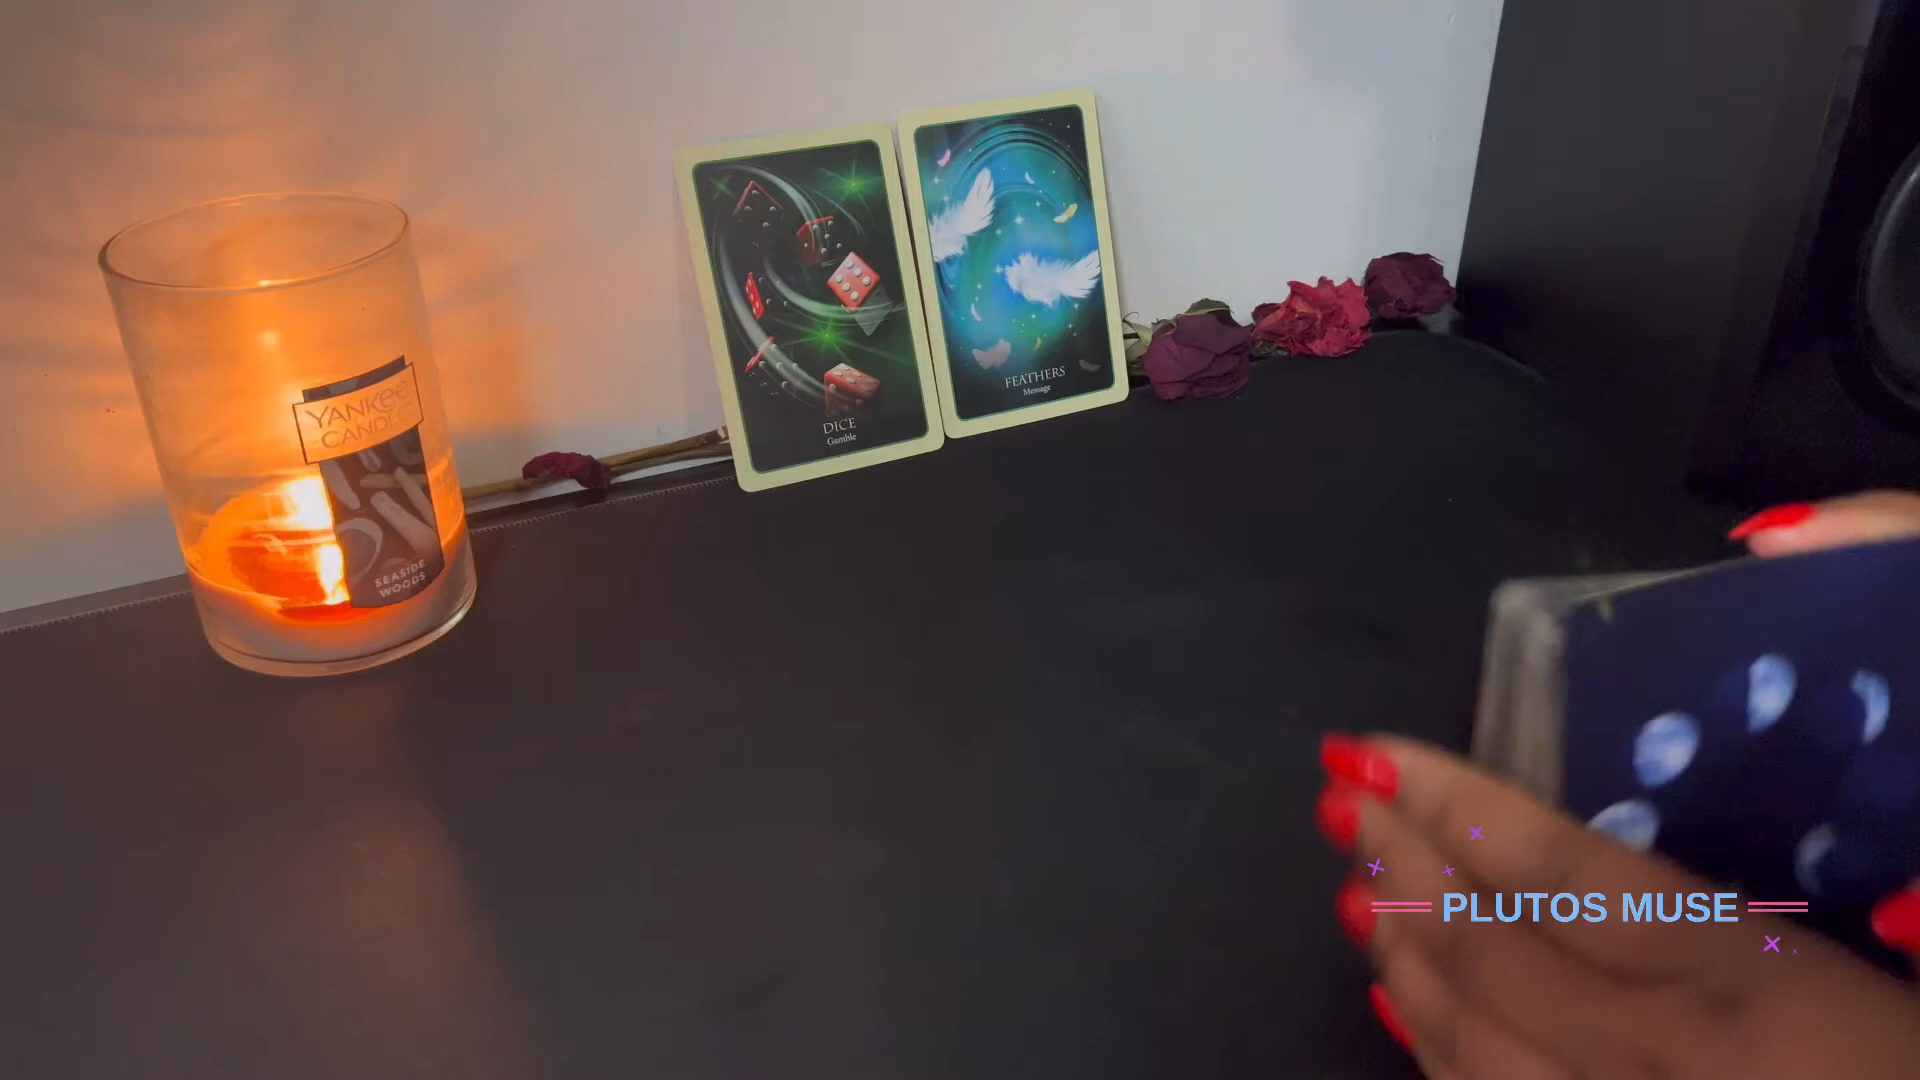 YANKEE
CANDLE
SEASIDE
WOODS
DICE
Gamble
FEATHERS
Message
PLUTOS MUSE